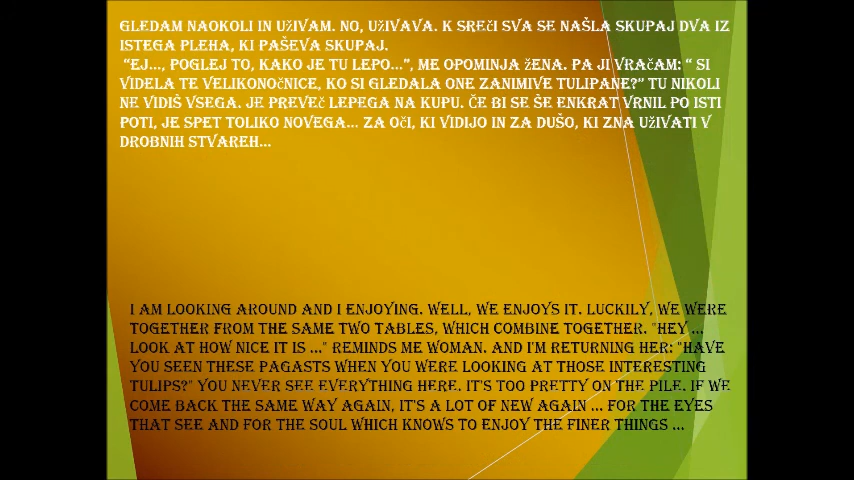 GLEDAM NAOKOLI IN UžIVAM. NO, UžIVAVA. K SREčI SVA SE NAŠLA SKUPAJ DVA IZ
ISTEGA PLEHA, KI PAŠEVA SKUPAJ.
“EJ…, POGLEJ TO, KAKO JE TU LEPO…”, ME OPOMINJA žENA. PA JI VRAčAM: “ SI
VIDELA TE VELIKONOčNICE, KO SI GLEDALA ONE ZANIMIVE TULIPANE?” TU NIKOLI
NE VIDIŠ VSEGA. JE PREVEč LEPEGA NA KUPU. ČE BI SE ŠE ENKRAT VRNIL PO ISTI
POTI, JE SPET TOLIKO NOVEGA… ZA OčI, KI VIDIJO IN ZA DUŠO, KI ZNA UžIVATI V
DROBNIH STVAREH…
I AM LOOKING AROUND AND I ENJOYING. WELL, WE ENJOYS IT. LUCKILY, WE WERE
TOGETHER FROM THE SAME TWO TABLES, WHICH COMBINE TOGETHER. "HEY ...
LOOK AT HOW NICE IT IS ..." REMINDS ME WOMAN. AND I'M RETURNING HER: "HAVE
YOU SEEN THESE PAGASTS WHEN YOU WERE LOOKING AT THOSE INTERESTING
TULIPS?" YOU NEVER SEE EVERYTHING HERE. IT'S TOO PRETTY ON THE PILE. IF WE
COME BACK THE SAME WAY AGAIN, IT'S A LOT OF NEW AGAIN ... FOR THE EYES
THAT SEE AND FOR THE SOUL WHICH KNOWS TO ENJOY THE FINER THINGS ...